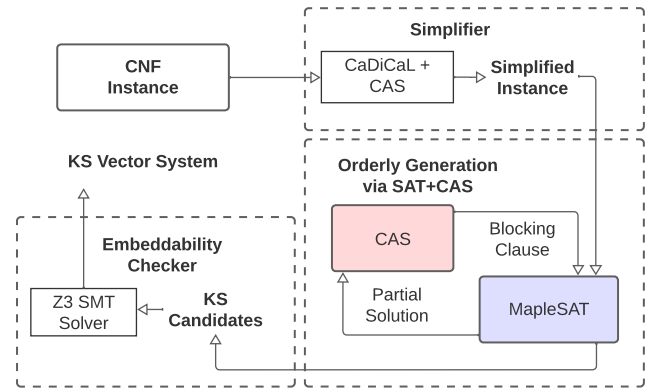 Simplifier
CNF
Instance
CaDiCaL +
CAS
Simplified
Instance
KS Vector System
Orderly Generation
via SAT+CAS
CAS
Blocking
Clause
Partial
Solution
MapleSAT
Embeddability
Checker
Z3 SMT
Solver
KS
Candidates